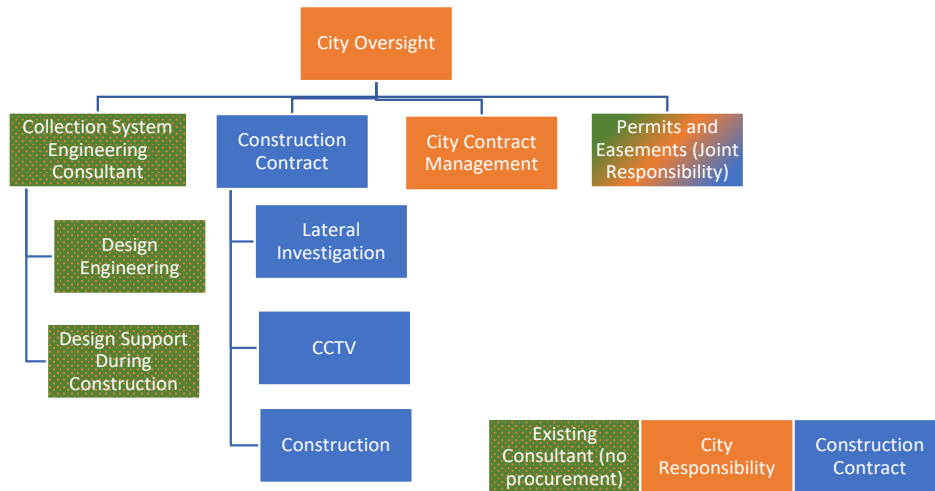 City Oversight
Collection System
Engineering
Consultant
Construction
Contract
City Contract
Management
Permits and
Easements (Joint
Responsibility)
Design
Engineering
Lateral
Investigation
Design Support
During
Construction
CCTV
Construction
Existing
Consultant (no
procurement)
City
Responsibility
Construction
Contract